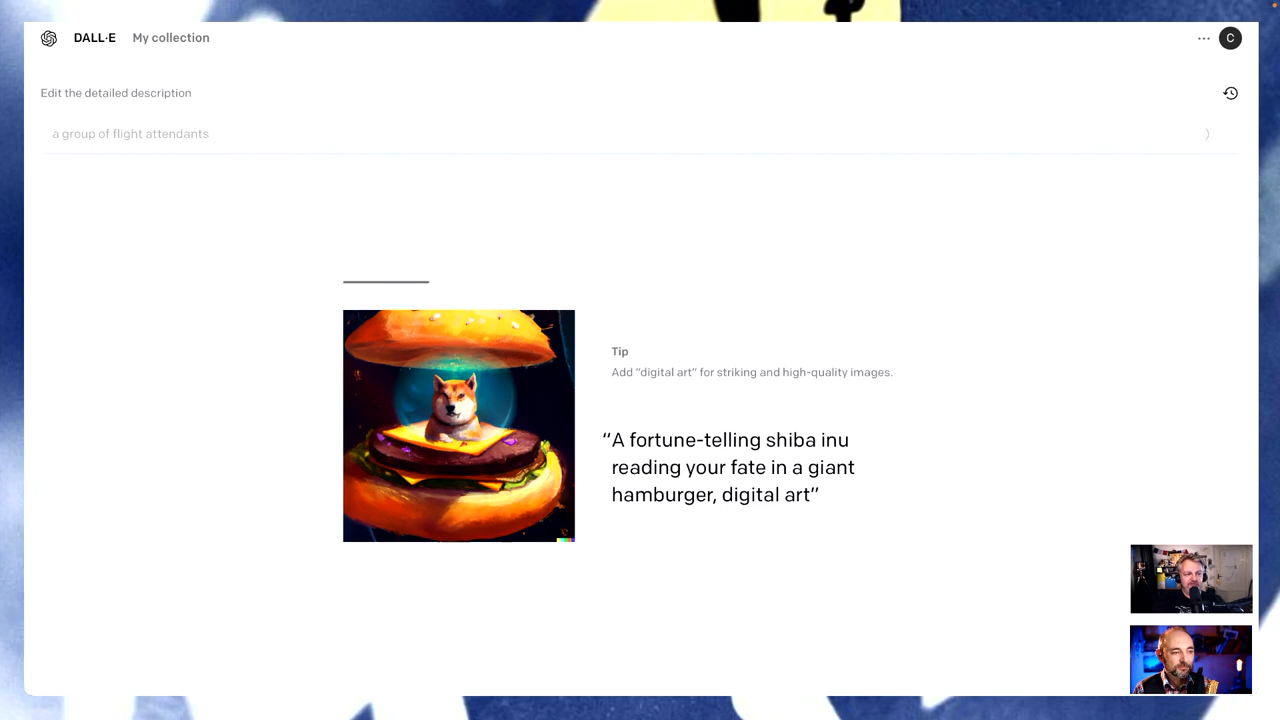 DALL·E My collection
C
Edit the detailed description
a group of flight attendants
Tip
Add “digital art” for striking and high-quality images.
“A fortune-telling shiba inu
reading your fate in a giant
hamburger, digital art”